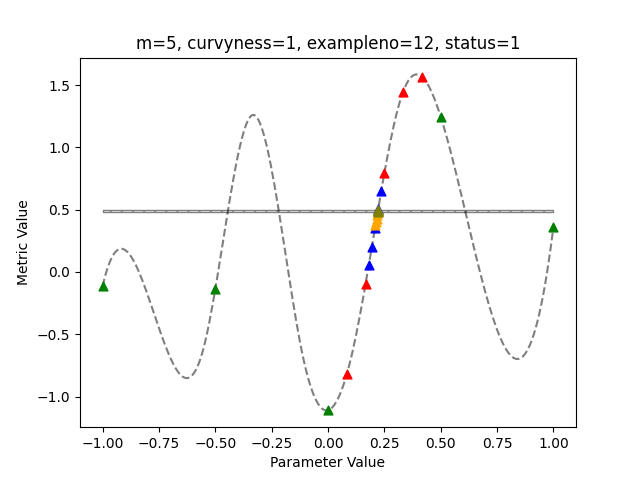 m=5, curvyness=1, exampleno=12, status=1
Metric Value
1.5
1.0
0.5
0.0
−0.5
−1.0
−1.00 −0.75 −0.50 −0.25 0.00 0.25 0.50 0.75 1.00
Parameter Value